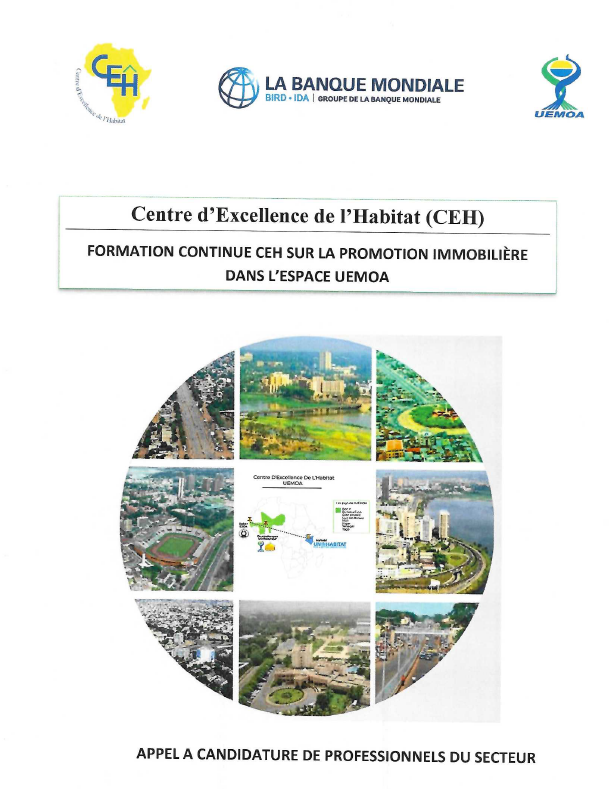 CEH
Centre d'Excellence de l'Habitat
LA BANQUE MONDIALE
BIRD • IDA | GROUPE DE LA BANQUE MONDIALE
UEMOA
Centre d'Excellence de l'Habitat (CEH)
FORMATION CONTINUE CEH SUR LA PROMOTION IMMOBILIÈRE
DANS L'ESPACE UEMOA
Centre D'Excellence De L'Habitat
UEMOA
UN HABITAT
APPEL A CANDIDATURE DE PROFESSIONNELS DU SECTEUR